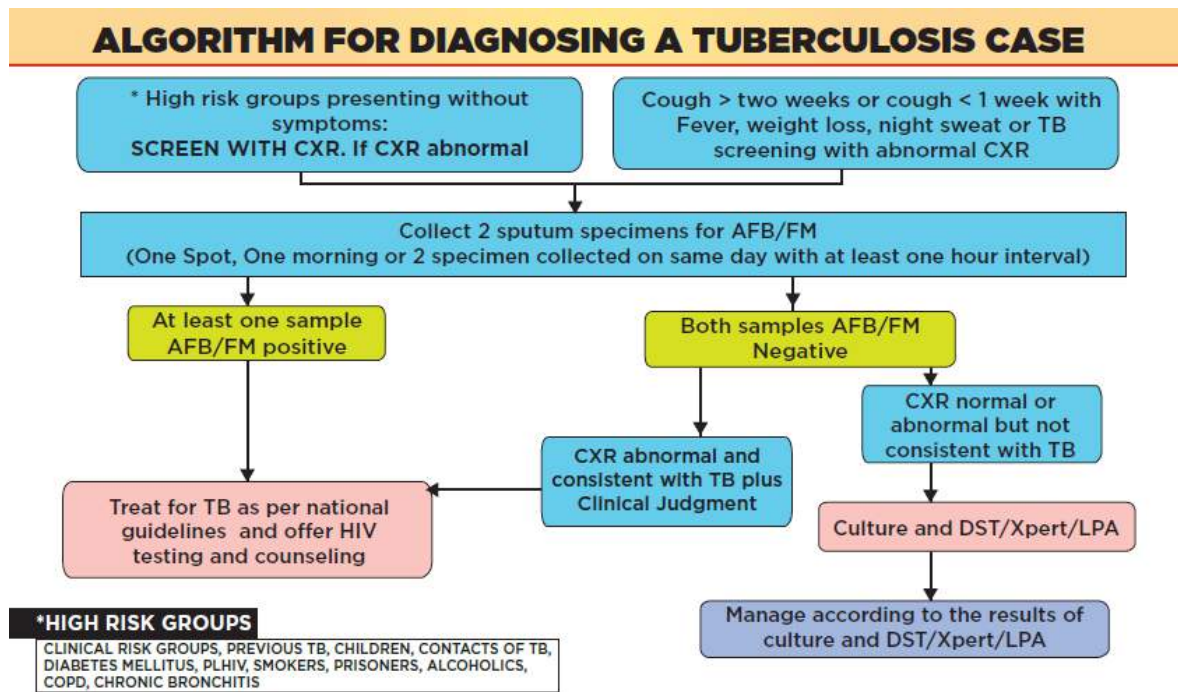 ALGORITHM FOR DIAGNOSING A TUBERCULOSIS CASE
* High risk groups presenting without
symptoms:
SCREEN WITH CXR. If CXR abnormal
Cough > two weeks or cough < 1 week with
Fever, weight loss, night sweat or TB
screening with abnormal CXR
Collect 2 sputum specimens for AFB/FM
(One Spot, One morning or 2 specimen collected on same day with at least one hour interval)
At least one sample
AFB/FM positive
Both samples AFB/FM
Negative
CXR normal or
abnormal but not
consistent with TB
CXR abnormal and
consistent with TB plus
Clinical Judgment
Treat for TB as per national
guidelines and offer HIV
testing and counseling
Culture and DST/Xpert/LPA
Manage according to the results of
culture and DST/Xpert/LPA
*HIGH RISK GROUPS
CLINICAL RISK GROUPS, PREVIOUS TB, CHILDREN, CONTACTS OF TB,
DIABETES MELLITUS, PLHIV, SMOKERS, PRISONERS, ALCOHOLICS,
COPD, CHRONIC BRONCHITIS